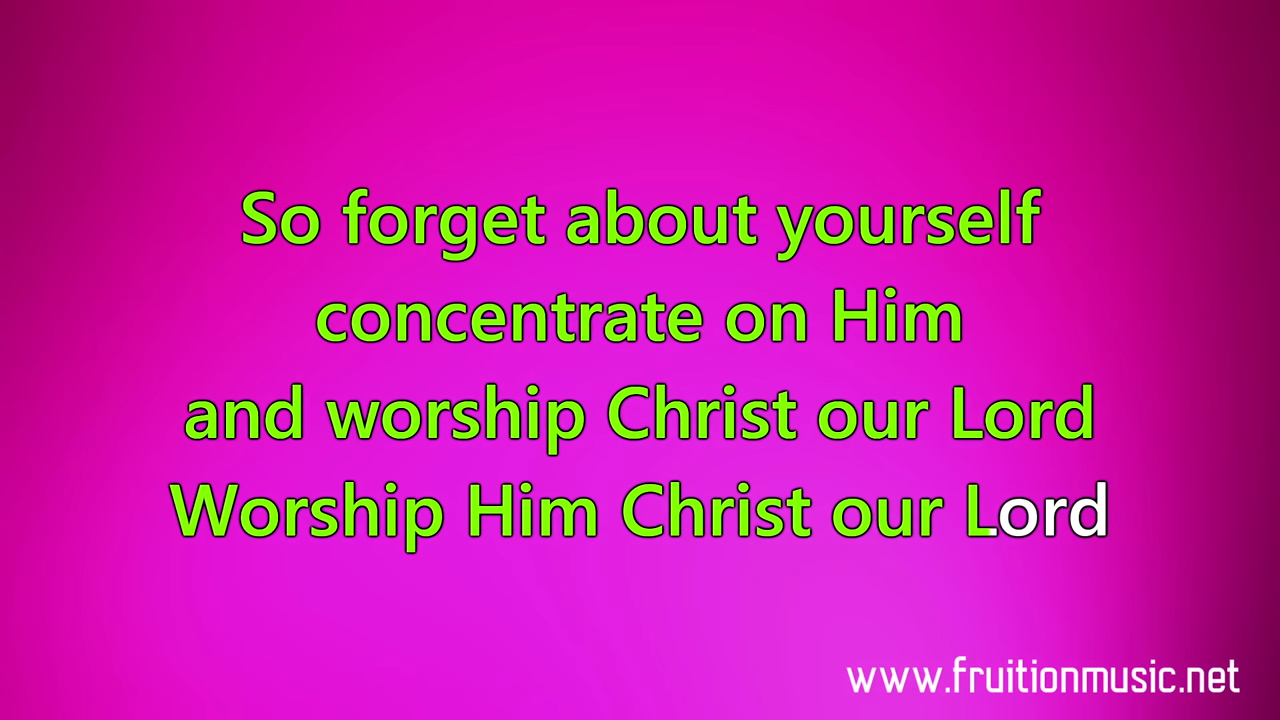 So forget about yourself
concentrate on Him
and worship Christ our Lord
Worship Him Christ our Lord
www.fruitionmusic.net